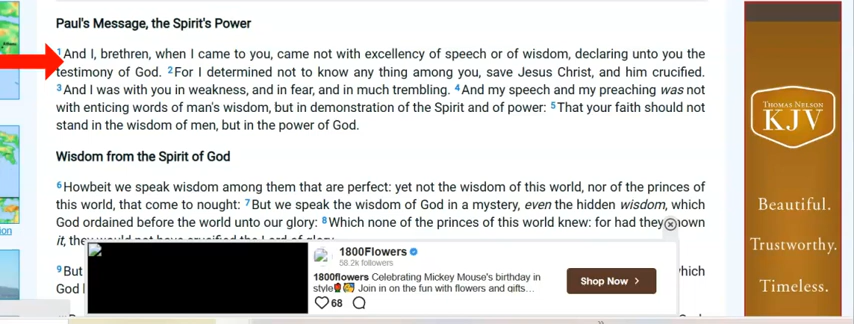 Paul's Message, the Spirit's Power
1And I, brethren, when I came to you, came not with excellency of speech or of wisdom, declaring unto you the
testimony of God. 2For I determined not to know any thing among you, save Jesus Christ, and him crucified.
3And I was with you in weakness, and in fear, and in much trembling. 4And my speech and my preaching was not
with enticing words of man's wisdom, but in demonstration of the Spirit and of power: 5That your faith should not
stand in the wisdom of men, but in the power of God.
Wisdom from the Spirit of God
6Howbeit we speak wisdom among them that are perfect: yet not the wisdom of this world, nor of the princes of
this world, that come to nought: 7But we speak the wisdom of God in a mystery, even the hidden wisdom, which
God ordained before the world unto our glory: 8Which none of the princes of this world knew: for had they known
it,
9But
God
1800Flowers
58.2k followers
1800flowers Celebrating Mickey Mouse's birthday in
style Join in on the fun with flowers and gifts...
68
Shop Now >
THOMAS NELSON
KJV
Beautiful.
Trustworthy.
Timeless.